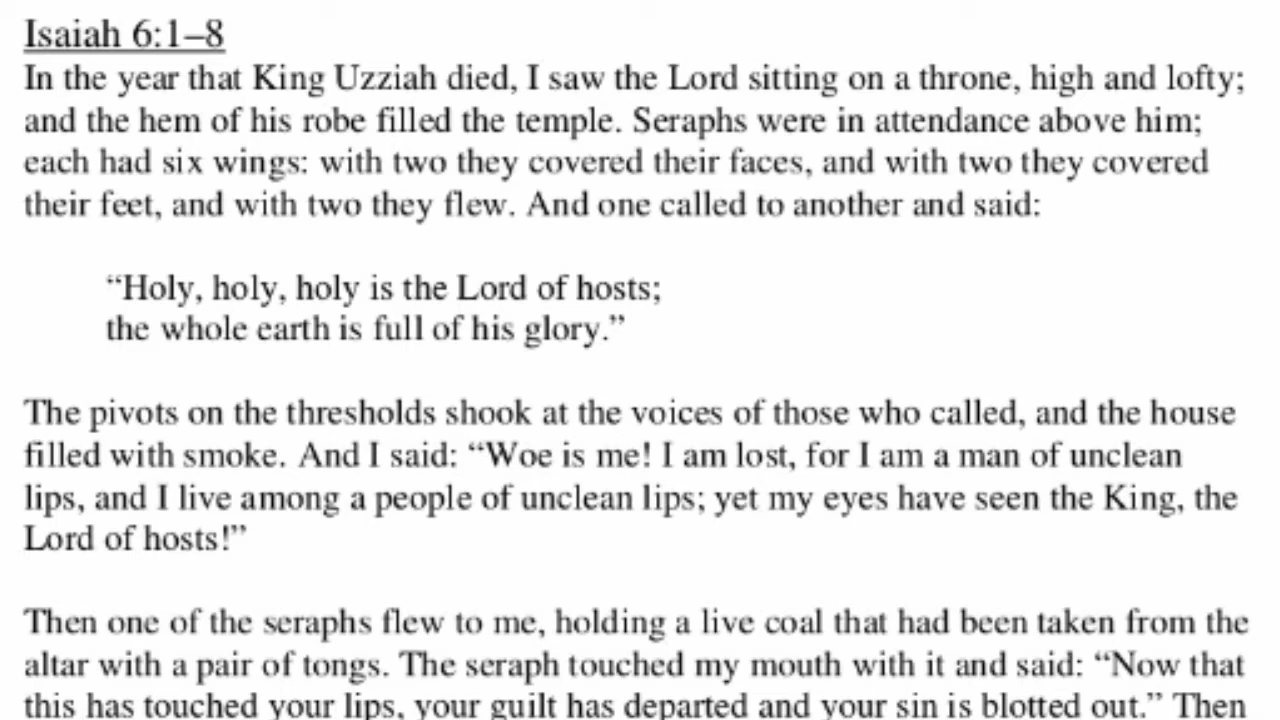 Isaiah 6:1–8
In the year that King Uzziah died, I saw the Lord sitting on a throne, high and lofty;
and the hem of his robe filled the temple. Seraphs were in attendance above him;
each had six wings: with two they covered their faces, and with two they covered
their feet, and with two they flew. And one called to another and said:
“Holy, holy, holy is the Lord of hosts;
the whole earth is full of his glory.”
The pivots on the thresholds shook at the voices of those who called, and the house
filled with smoke. And I said: “Woe is me! I am lost, for I am a man of unclean
lips, and I live among a people of unclean lips; yet my eyes have seen the King, the
Lord of hosts!”
Then one of the seraphs flew to me, holding a live coal that had been taken from the
altar with a pair of tongs. The seraph touched my mouth with it and said: “Now that
this has touched your lips, your guilt has departed and your sin is blotted out.” Then